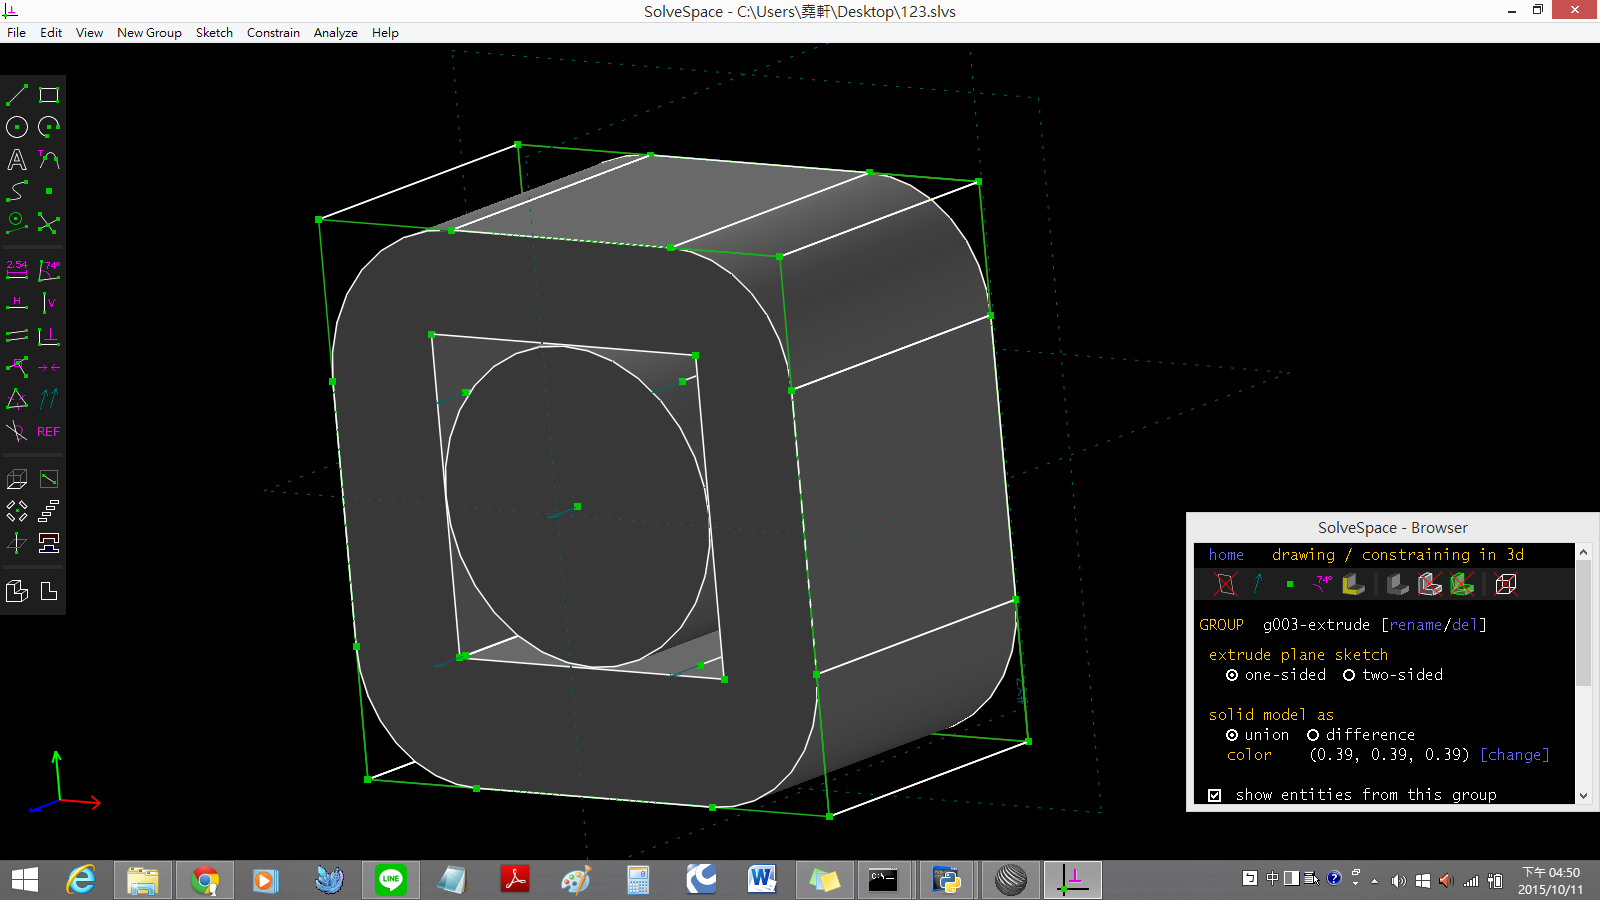 SolveSpace - C:\Users\堯軒\Desktop\123.slvs
File Edit View New Group Sketch Constrain Analyze Help
A T
2.54 74°
H V
REF
SolveSpace - Browser
home drawing / constraining in 3d
74°
GROUP g003-extrude [rename/del]
extrude plane sketch
one-sided two-sided
solid model as
union difference
color (0.39, 0.39, 0.39) [change]
show entities from this group
LINE
C:\.
W
中
下午 04:50
2015/10/11